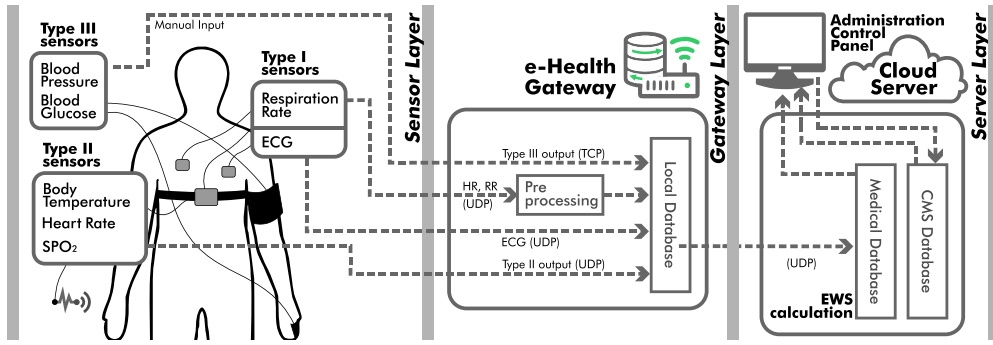 Type III
sensors
Blood
Pressure
Blood
Glucose
Manual Input
Type I
sensors
Respiration
Rate
ECG
Type II
sensors
Body
Temperature
Heart Rate
SPO₂
Sensor Layer
e-Health
Gateway
Type III output (TCP)
HR, RR
(UDP)
Pre
processing
ECG (UDP)
Type II output (UDP)
Local Database
Gateway Layer
Administration
Control
Panel
Cloud
Server
(UDP)
Medical Database
CMS Database
EWS
calculation
Server Layer